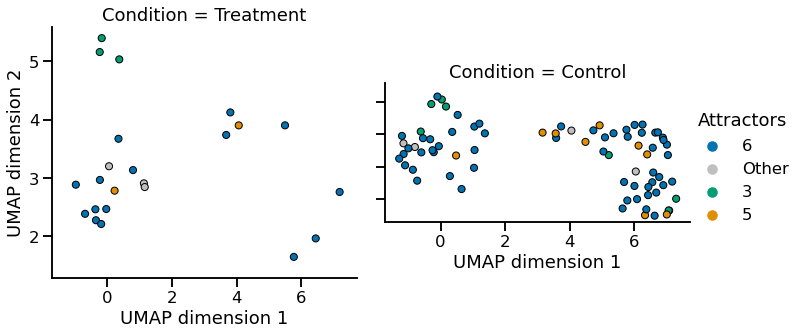 Condition = Treatment
5
4
3
2
UMAP dimension 2
0
2
4
6
UMAP dimension 1
Condition = Control
0
2
4
6
UMAP dimension 1
Attractors
6
Other
3
5